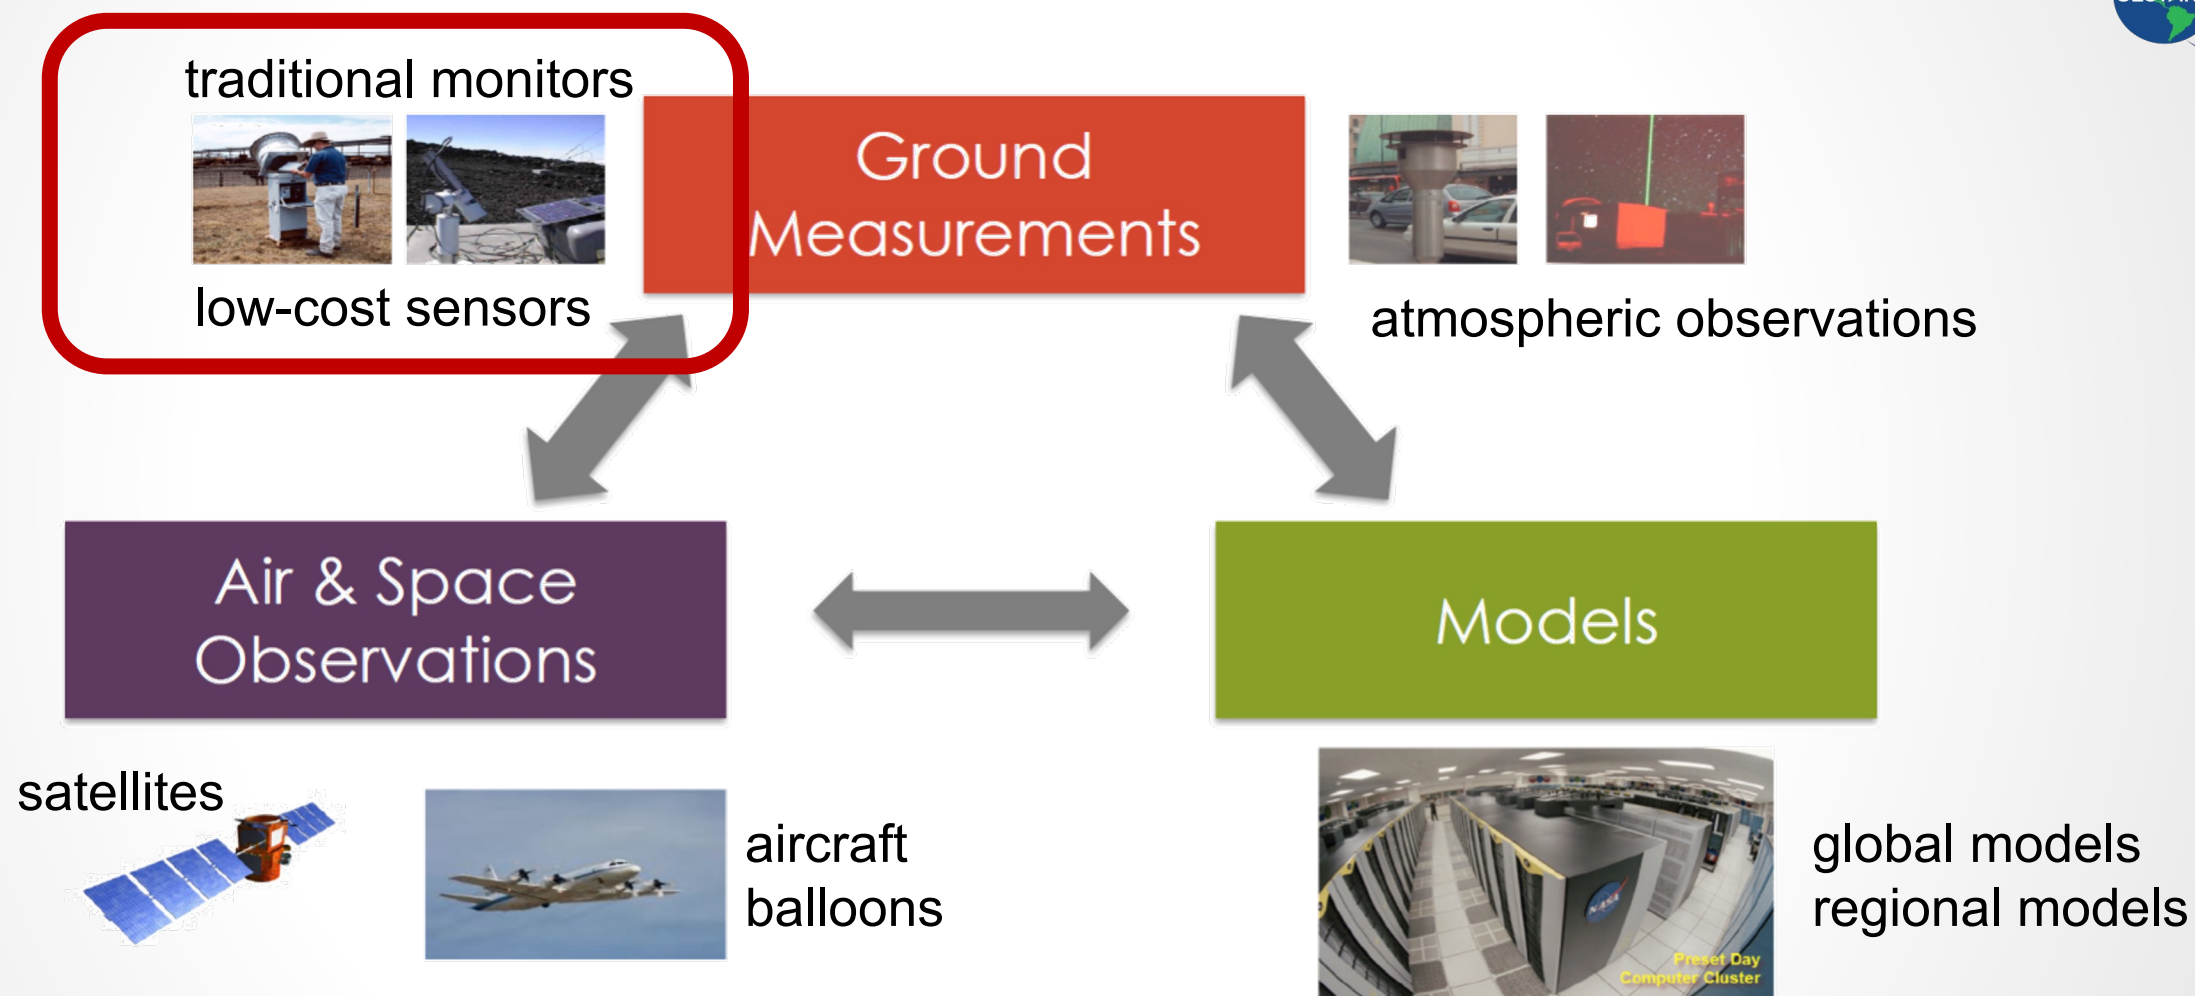 traditional monitors
low-cost sensors
Ground
Measurements
atmospheric observations
Air & Space
Observations
Models
satellites
aircraft
balloons
NASA
Preset Day
Computer Cluster
global models
regional models